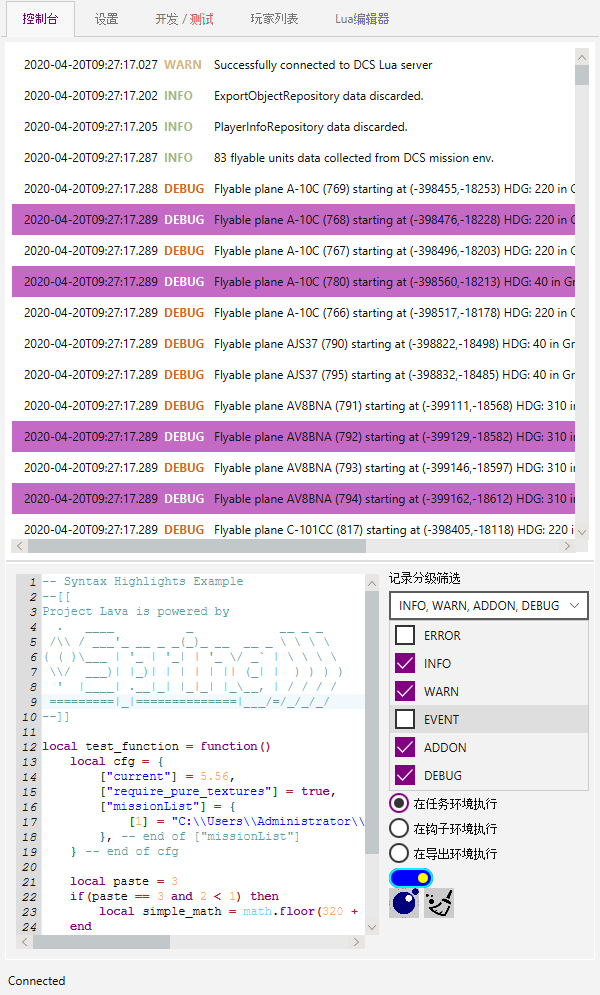 控制台 设置 开发 / 测试 玩家列表 Lua编辑器
2020-04-20T09:27:17.027 WARN Successfully connected to DCS Lua server
2020-04-20T09:27:17.202 INFO ExportObjectRepository data discarded.
2020-04-20T09:27:17.205 INFO PlayerInfoRepository data discarded.
2020-04-20T09:27:17.287 INFO 83 flyable units data collected from DCS mission env.
2020-04-20T09:27:17.288 DEBUG Flyable plane A-10C (769) starting at (-398455,-18253) HDG: 220 in G
2020-04-20T09:27:17.289 DEBUG Flyable plane A-10C (768) starting at (-398476,-18228) HDG: 220 in G
2020-04-20T09:27:17.289 DEBUG Flyable plane A-10C (767) starting at (-398496,-18203) HDG: 220 in G
2020-04-20T09:27:17.289 DEBUG Flyable plane A-10C (780) starting at (-398560,-18213) HDG: 40 in Gr
2020-04-20T09:27:17.289 DEBUG Flyable plane A-10C (766) starting at (-398517,-18178) HDG: 220 in G
2020-04-20T09:27:17.289 DEBUG Flyable plane AJS37 (790) starting at (-398822,-18498) HDG: 40 in Gr
2020-04-20T09:27:17.289 DEBUG Flyable plane AJS37 (795) starting at (-398832,-18485) HDG: 40 in Gr
2020-04-20T09:27:17.289 DEBUG Flyable plane AV8BNA (791) starting at (-399111,-18568) HDG: 310 in
2020-04-20T09:27:17.289 DEBUG Flyable plane AV8BNA (792) starting at (-399129,-18582) HDG: 310 in
2020-04-20T09:27:17.289 DEBUG Flyable plane AV8BNA (793) starting at (-399146,-18597) HDG: 310 in
2020-04-20T09:27:17.289 DEBUG Flyable plane AV8BNA (794) starting at (-399162,-18612) HDG: 310 in
2020-04-20T09:27:17.289 DEBUG Flyable plane C-101CC (817) starting at (-398405,-18118) HDG: 220 i
1 -- Syntax Highlights Example
2 --[[
3 Project Lava is powered by
4   .   ____          _            __ _ _
5  /\\ / ___'_ __ _ _(_)_ __  __ _ \ \ \ \
6 ( ( )\___ | '_ | '_| | '_ \/ _` | \ \ \ \
7  \\/  ___)| |_)| | | | | || (_| |  ) ) ) )
8   '  |____| .__|_| |_|_| |_\__, | / / / /
9  =========|_|==============|___/=/_/_/_/
10 --]]
11
12 local test_function = function()
13     local cfg = {
14         ["current"] = 5.56,
15         ["require_pure_textures"] = true,
16         ["missionList"] = {
17             [1] = "C:\\Users\\Administrator\\
18         }, -- end of ["missionList"]
19     } -- end of cfg
20
21     local paste = 3
22     if(paste == 3 and 2 < 1) then
23         local simple_math = math.floor(320 +
24     end
记录分级筛选
INFO, WARN, ADDON, DEBUG
ERROR
INFO
WARN
EVENT
ADDON
DEBUG
在任务环境执行
在钩子环境执行
在导出环境执行
Connected